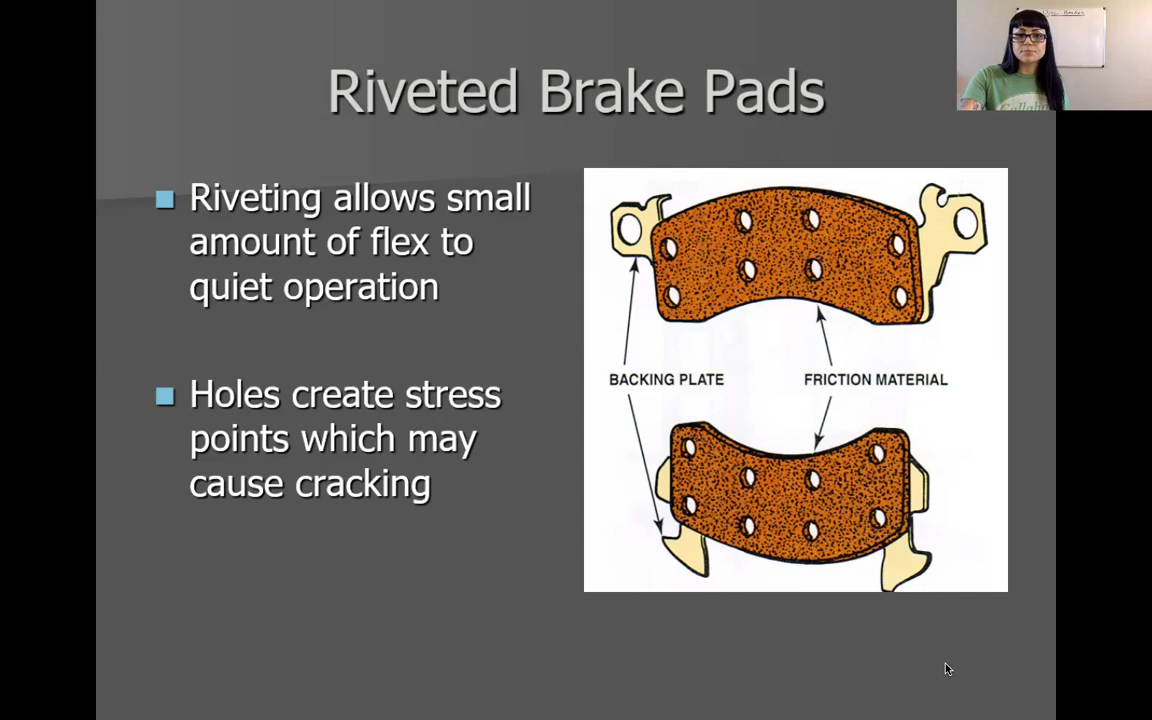 Riveted Brake Pads
Riveting allows small
amount of flex to
quiet operation
Holes create stress
points which may
cause cracking
BACKING PLATE
FRICTION MATERIAL